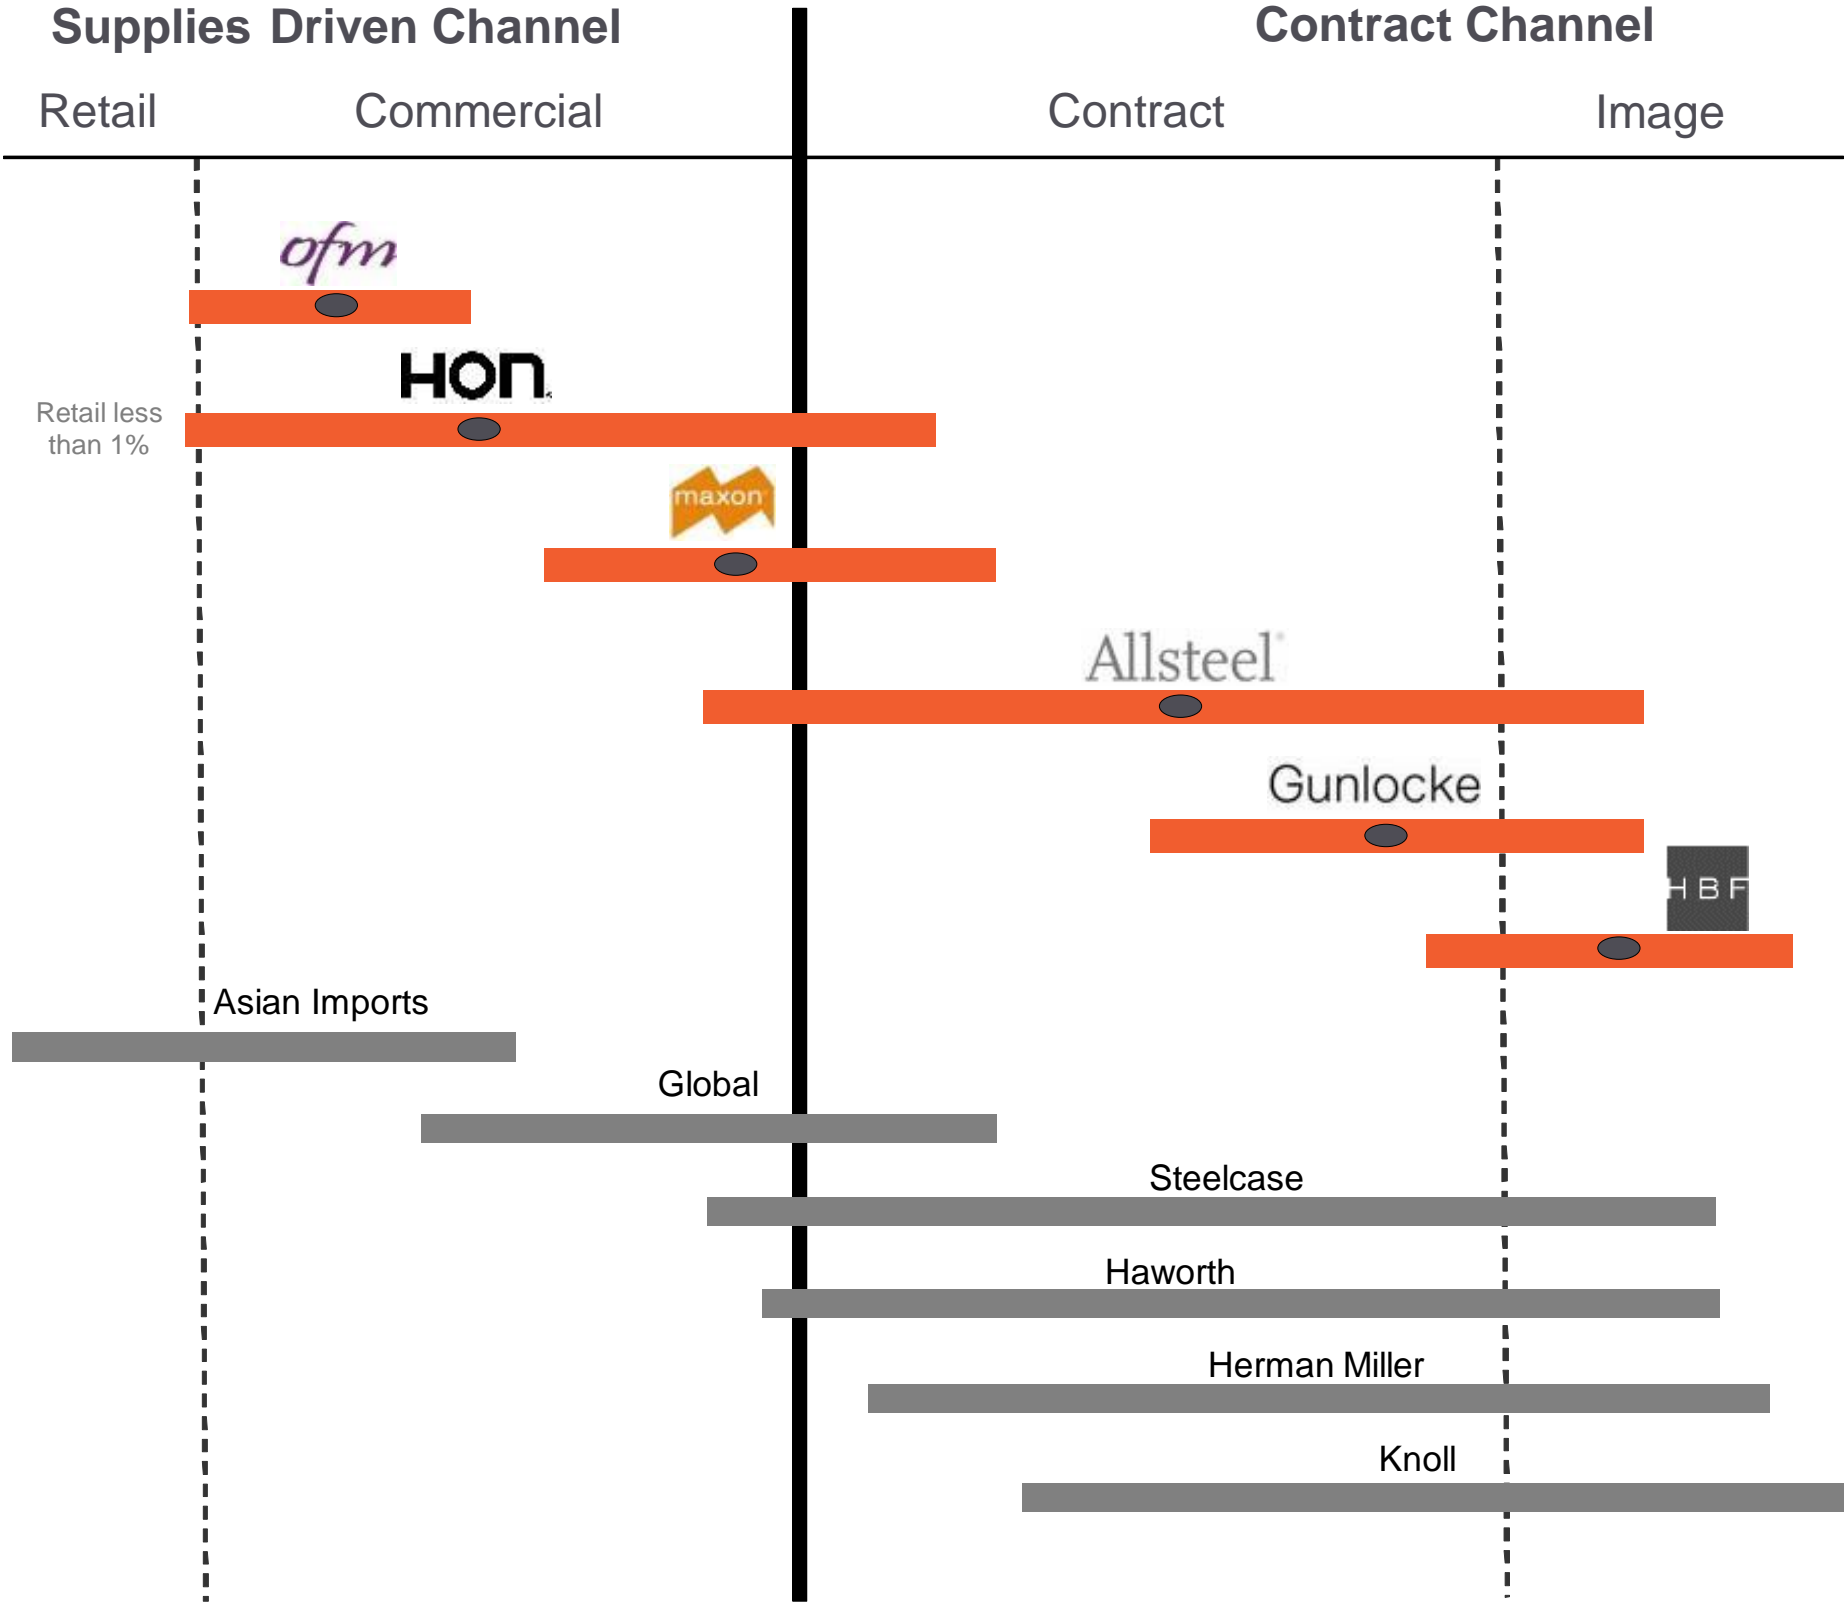 Supplies Driven Channel
Contract Channel
Retail
Commercial
Contract
Image
ofm
HON
Retail less
than 1%
maxon
Allsteel
Gunlocke
HBF
Asian Imports
Global
Steelcase
Haworth
Herman Miller
Knoll